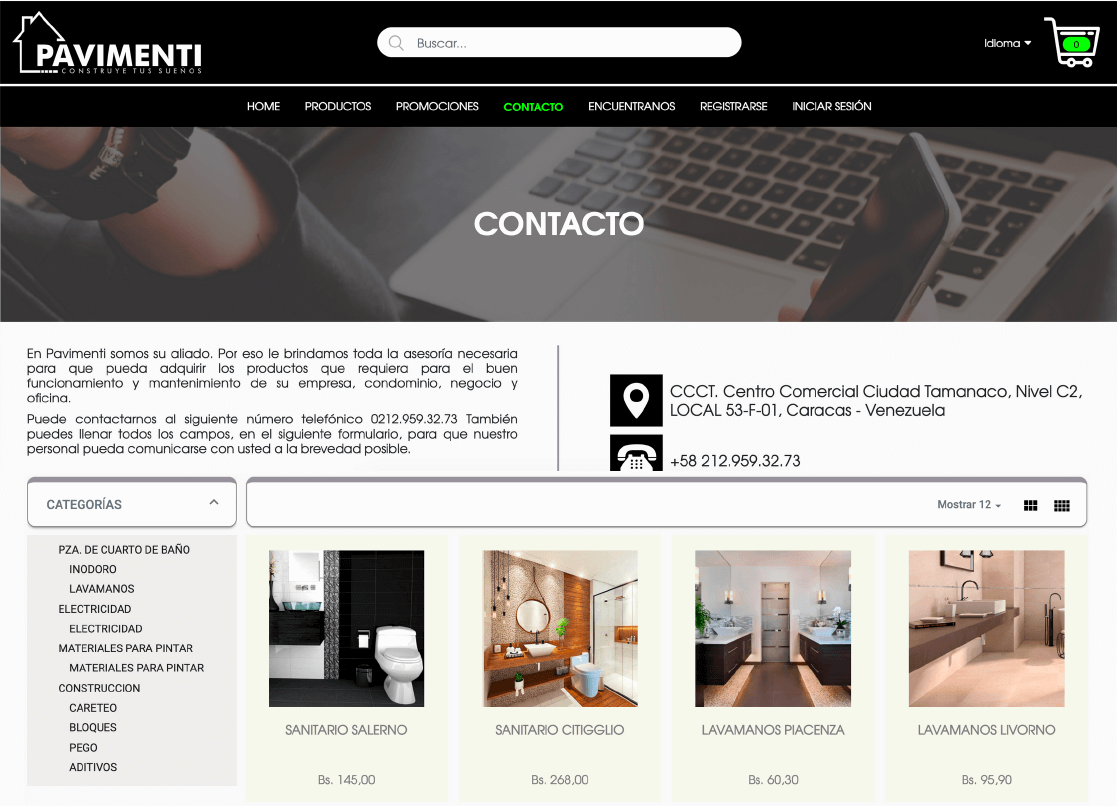 PAVIMENTI
CONSTRUYE TUS SUEÑOS
Buscar...
Idioma
0
HOME PRODUCTOS PROMOCIONES CONTACTO ENCUENTRANOS REGISTRARSE INICIAR SESIÓN
CONTACTO
En Pavimenti somos su aliado. Por eso le brindamos toda la asesoría necesaria
para que pueda adquirir los productos que requiera para el buen
funcionamiento y mantenimiento de su empresa, condominio, negocio y
oficina.
Puede contactarnos al siguiente número telefónico 0212.959.32.73 También
puedes llenar todos los campos, en el siguiente formulario, para que nuestro
personal pueda comunicarse con usted a la brevedad posible.
CCCT. Centro Comercial Ciudad Tamanaco, Nivel C2,
LOCAL 53-F-01, Caracas - Venezuela
+58 212.959.32.73
CATEGORÍAS
PZA. DE CUARTO DE BAÑO
INODORO
LAVAMANOS
ELECTRICIDAD
ELECTRICIDAD
MATERIALES PARA PINTAR
MATERIALES PARA PINTAR
CONSTRUCCION
CARETEO
BLOQUES
PEGO
ADITIVOS
Mostrar 12
SANITARIO SALERNO
Bs. 145,00
SANITARIO CITIGGLIO
Bs. 268,00
LAVAMANOS PIACENZA
Bs. 60,30
LAVAMANOS LIVORNO
Bs. 95,90